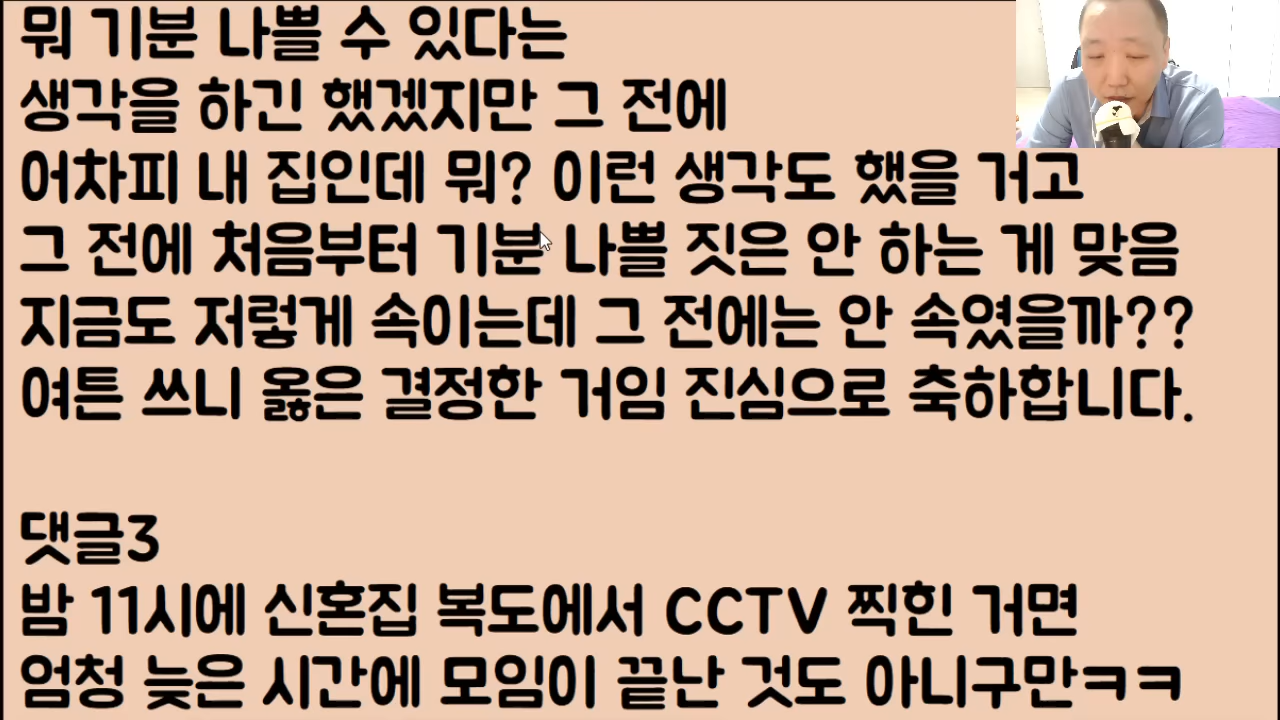 뭐 기분 나쁠 수 있다는
생각을 하긴 했겠지만 그 전에
어차피 내 집인데 뭐? 이런 생각도 했을 거고
그 전에 처음부터 기분 나쁠 짓은 안 하는 게 맞음
지금도 저렇게 속이는데 그 전에는 안 속였을까??
여튼 쓰니 옳은 결정한 거임 진심으로 축하합니다.
댓글3
밤 11시에 신혼집 복도에서 CCTV 찍힌 거면
엄청 늦은 시간에 모임이 끝난 것도 아니구만ㅋㅋ